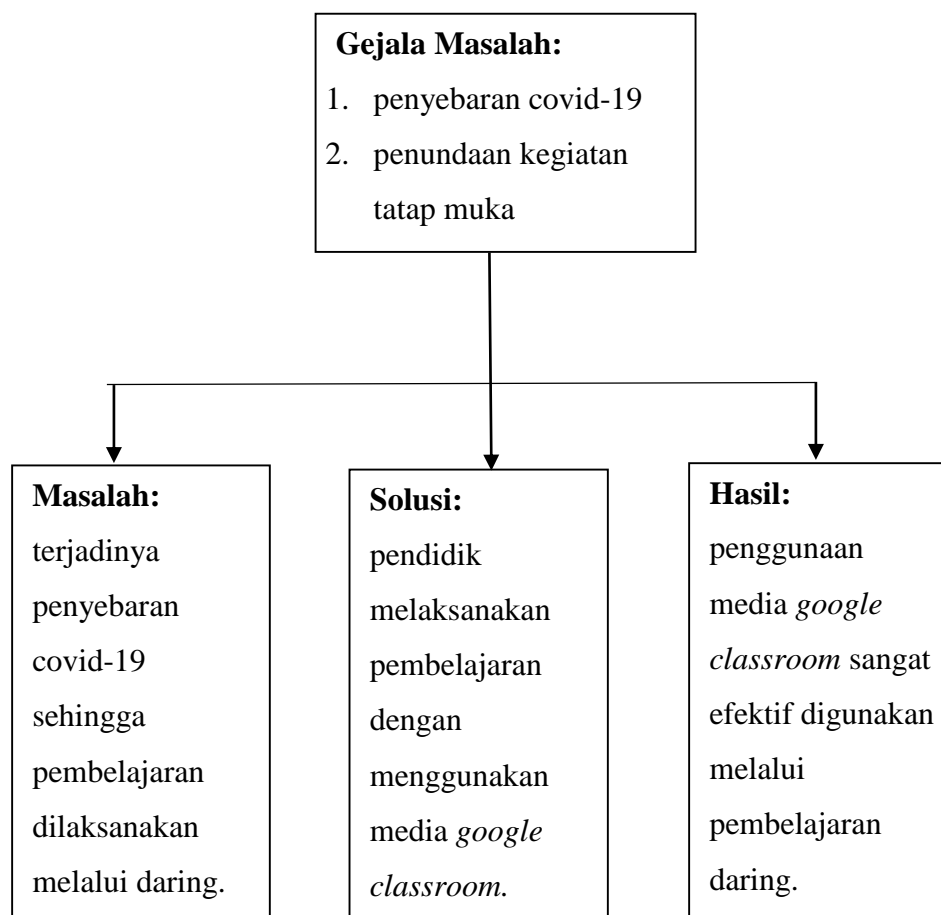 Gejala Masalah:
1. penyebaran covid-19
2. penundaan kegiatan
tatap muka
Masalah:
terjadinya
penyebaran
covid-19
sehingga
pembelajaran
dilaksanakan
melalui daring.
Solusi:
pendidik
melaksanakan
pembelajaran
dengan
menggunakan
media google
classroom.
Hasil:
penggunaan
media google
classroom sangat
efektif digunakan
melalui
pembelajaran
daring.